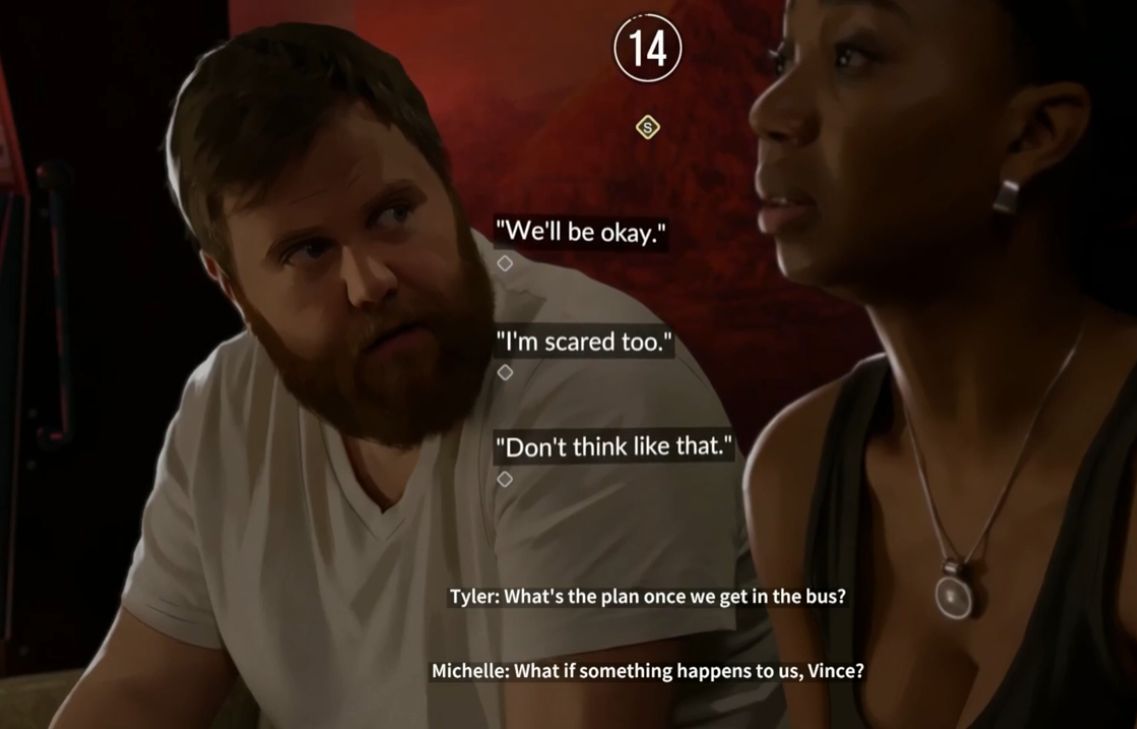 14
S
"We'll be okay."
"I'm scared too."
"Don't think like that."
Tyler: What's the plan once we get in the bus?
Michelle: What if something happens to us, Vince?